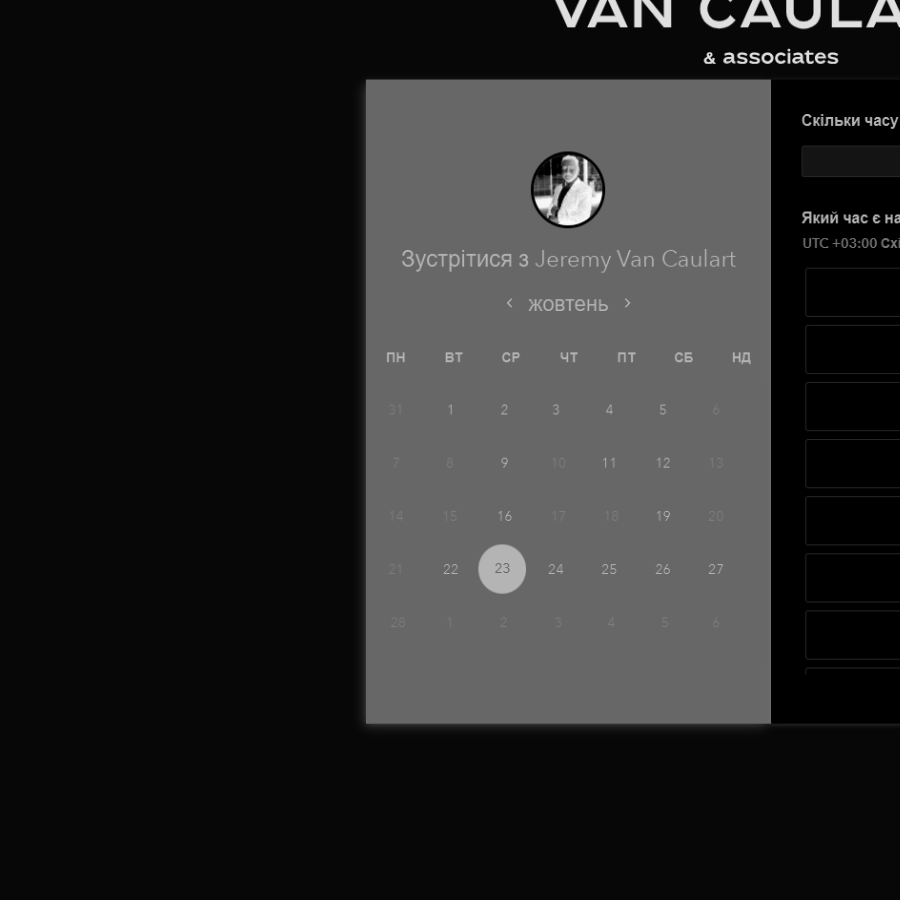 VAN CAULA
& associates
Зустрітися з Jeremy Van Caulart
жовтень
ПН ВТ СР ЧТ ПТ СБ НД
31 1 2 3 4 5 6
7 8 9 10 11 12 13
14 15 16 17 18 19 20
21 22 23 24 25 26 27
28 1 2 3 4 5 6
Скільки часу
Який час є на
UTC +03:00 Схі